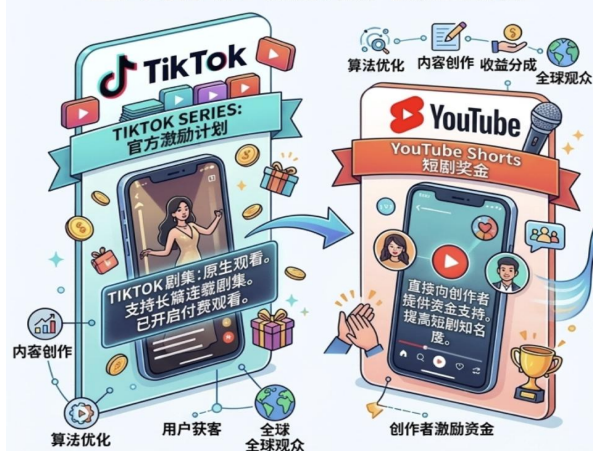 TikTok
TIKTOK SERIES:
官方激励计划
TIKTOK剧集:原生观看。
支持长篇连载剧集。
已开启付费观看。
内容创作
算法优化
用户获客
全球
全球观众
算法优化
内容创作
收益分成
全球观众
YouTube
YouTube Shorts
短剧奖金
直接向创作者
提供资金支持。
提高短剧知名
度。
创作者激励资金